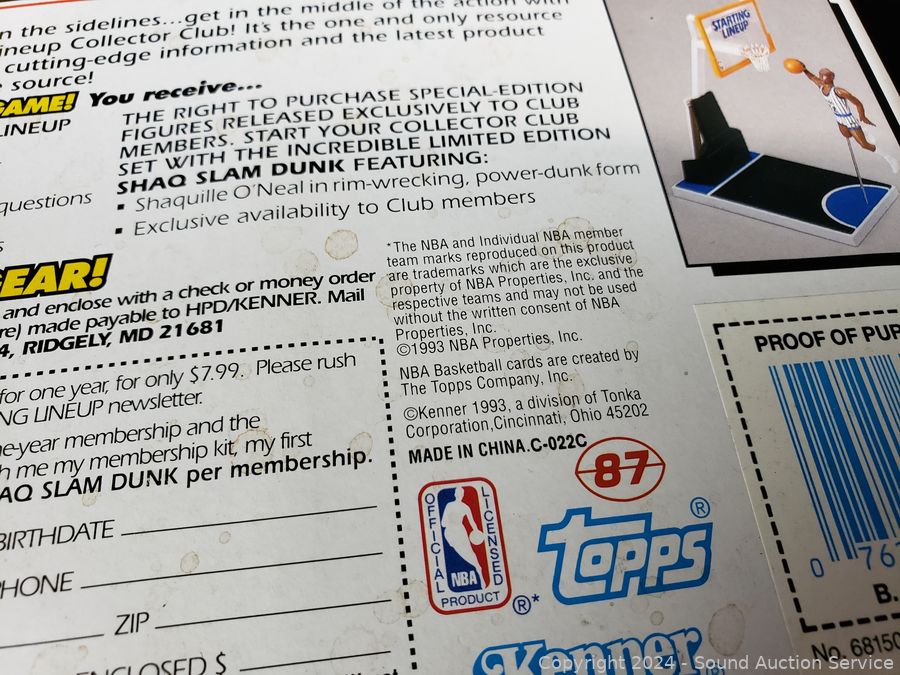 n the sidelines...get in the middle of the action with
ineup Collector Club! It's the one and only resource
cutting-edge information and the latest product
source!
GAME! You receive...
LINEUP
THE RIGHT TO PURCHASE SPECIAL-EDITION
FIGURES RELEASED EXCLUSIVELY TO CLUB
MEMBERS. START YOUR COLLECTOR CLUB
SET WITH THE INCREDIBLE LIMITED EDITION
SHAQ SLAM DUNK FEATURING:
▪ Shaquille O'Neal in rim-wrecking, power-dunk form
questions
▪ Exclusive availability to Club members
STARTING
LINEUP
EAR!
and enclose with a check or money order
re) made payable to HPD/KENNER. Mail
4, RIDGELY, MD 21681
for one year, for only $7.99. Please rush
NG LINEUP newsletter.
ne-year membership and the
h me my membership kit, my first
AQ SLAM DUNK per membership.
BIRTHDATE
PHONE
ZIP
ENCLOSED $
*The NBA and Individual NBA member
team marks reproduced on this product
are trademarks which are the exclusive
property of NBA Properties, Inc. and the
respective teams and may not be used
without the written consent of NBA
Properties, Inc.
©1993 NBA Properties, Inc.
NBA Basketball cards are created by
The Topps Company, Inc.
©Kenner 1993, a division of Tonka
Corporation,Cincinnati, Ohio 45202
MADE IN CHINA.C-022C
87
OFFICIAL LICENSED
NBA
PRODUCT ®*
Topps ®
Kenner ®
PROOF OF PUR
0 767
B.
No. 68150
Copyright 2024 - Sound Auction Service